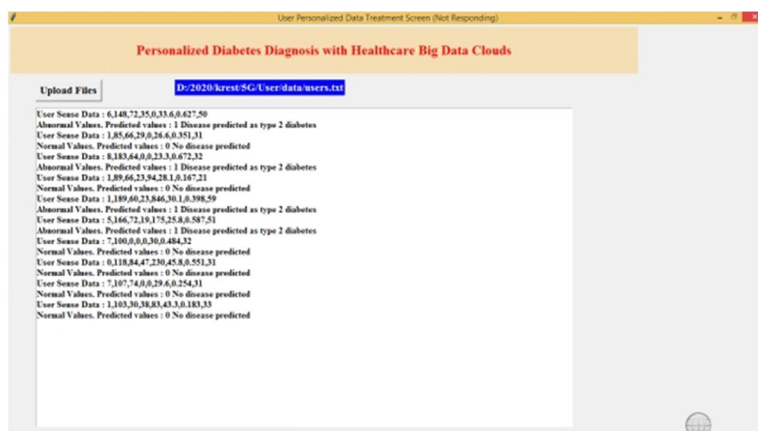 User Personalized Data Treatment Screen (Not Responding)
Personalized Diabetes Diagnosis with Healthcare Big Data Clouds
Upload Files
D:/2020/krest/5G/User/data/users.txt
User Sense Data : 6,148,72,35,0,33.6,0.627,50
Abnormal Values. Predicted values : 1 Disease predicted as type 2 diabetes
User Sense Data : 1,85,66,29,0,26.6,0.351,31
Normal Values. Predicted values : 0 No disease predicted
User Sense Data : 8,183,64,0,0,23.3,0.672,32
Abnormal Values. Predicted values : 1 Disease predicted as type 2 diabetes
User Sense Data : 1,89,66,23,94,28.1,0.167,21
Normal Values. Predicted values : 0 No disease predicted
User Sense Data : 1,189,60,23,846,30.1,0.398,59
Abnormal Values. Predicted values : 1 Disease predicted as type 2 diabetes
User Sense Data : 5,166,72,19,175,25.8,0.587,51
Abnormal Values. Predicted values : 1 Disease predicted as type 2 diabetes
User Sense Data : 7,100,0,0,0,30,0.484,32
Normal Values. Predicted values : 0 No disease predicted
User Sense Data : 0,118,84,47,230,45.8,0.551,31
Normal Values. Predicted values : 0 No disease predicted
User Sense Data : 7,107,74,0,0,29.6,0.254,31
Normal Values. Predicted values : 0 No disease predicted
User Sense Data : 1,103,30,38,83,43.3,0.183,33
Normal Values. Predicted values : 0 No disease predicted